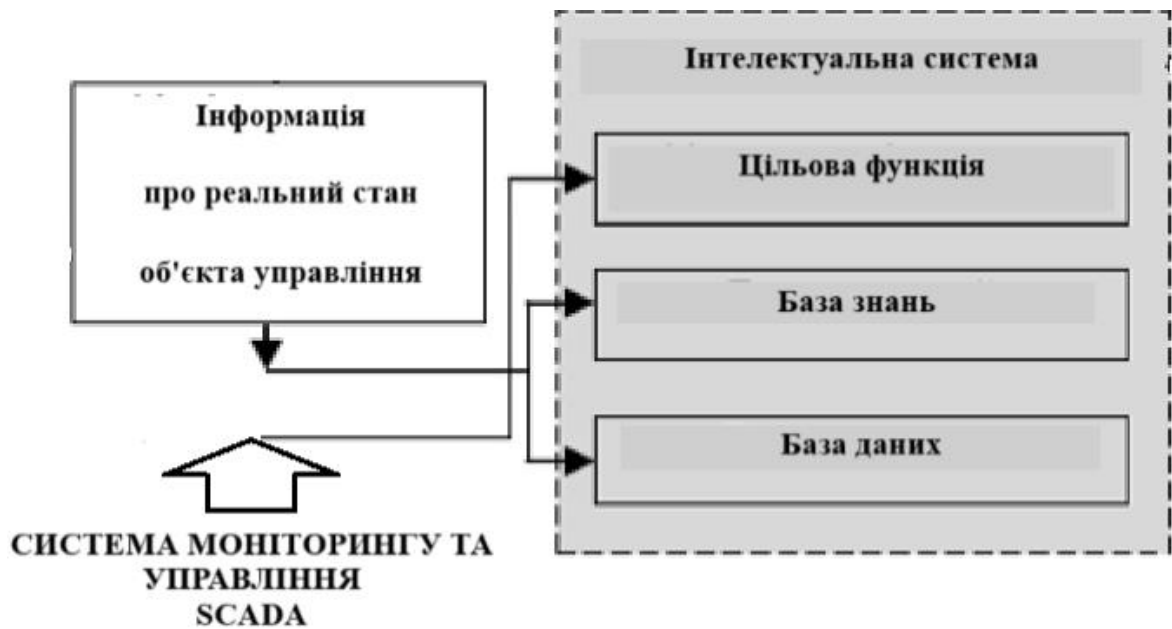 Інформація
про реальний стан
об'єкта управління
Інтелектуальна система
Цільова функція
База знань
База даних
СИСТЕМА МОНІТОРИНГУ ТА
УПРАВЛІННЯ
SCADA